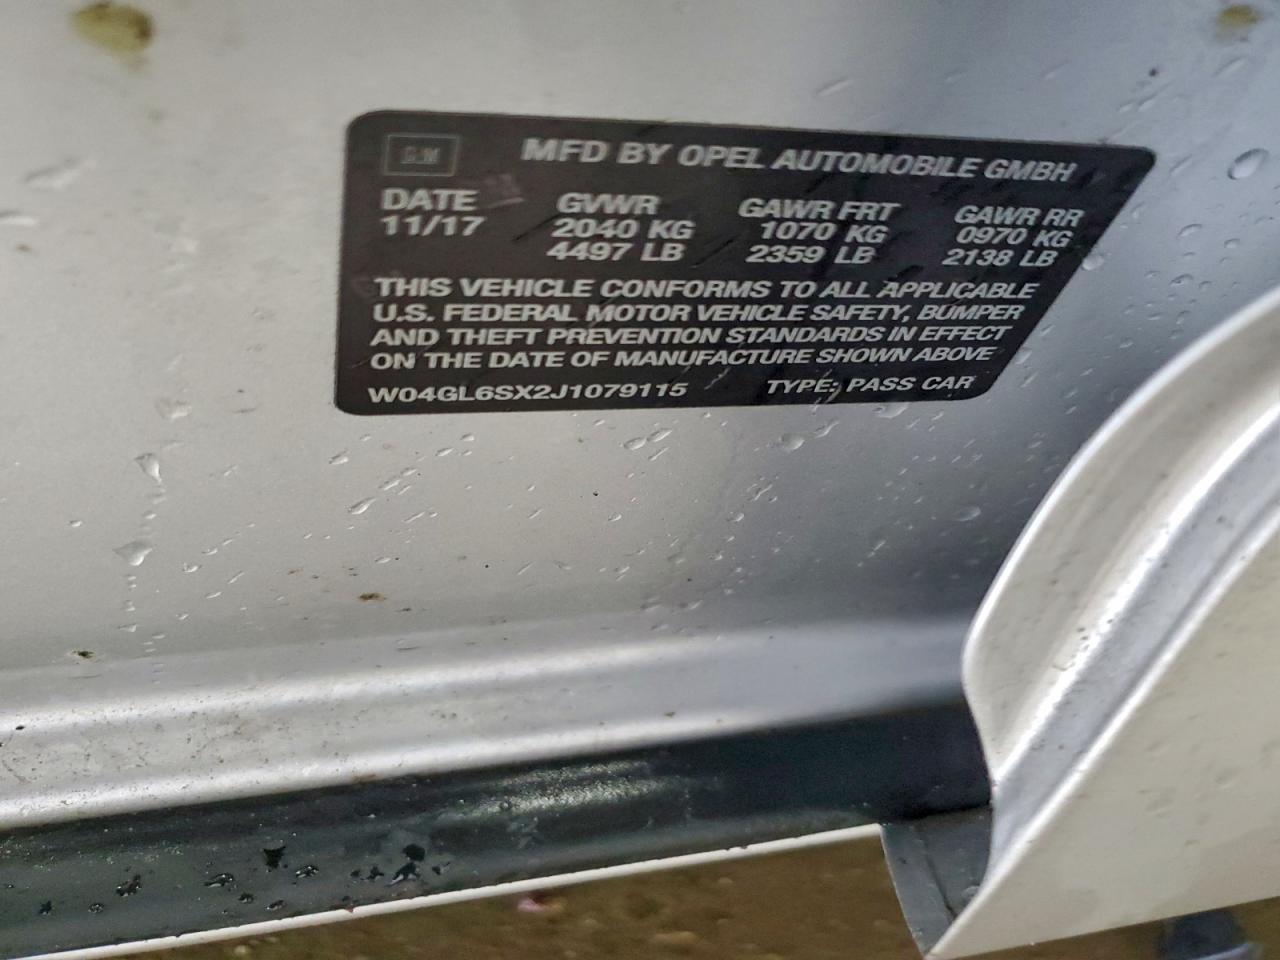 GM MFD BY OPEL AUTOMOBILE GMBH
DATE GVWR GAWR FRT GAWR RR
11/17 2040 KG 1070 KG 0970 KG
4497 LB 2359 LB 2138 LB
THIS VEHICLE CONFORMS TO ALL APPLICABLE
U.S. FEDERAL MOTOR VEHICLE SAFETY, BUMPER
AND THEFT PREVENTION STANDARDS IN EFFECT
ON THE DATE OF MANUFACTURE SHOWN ABOVE
W04GL6SX2J1079115 TYPE: PASS CAR